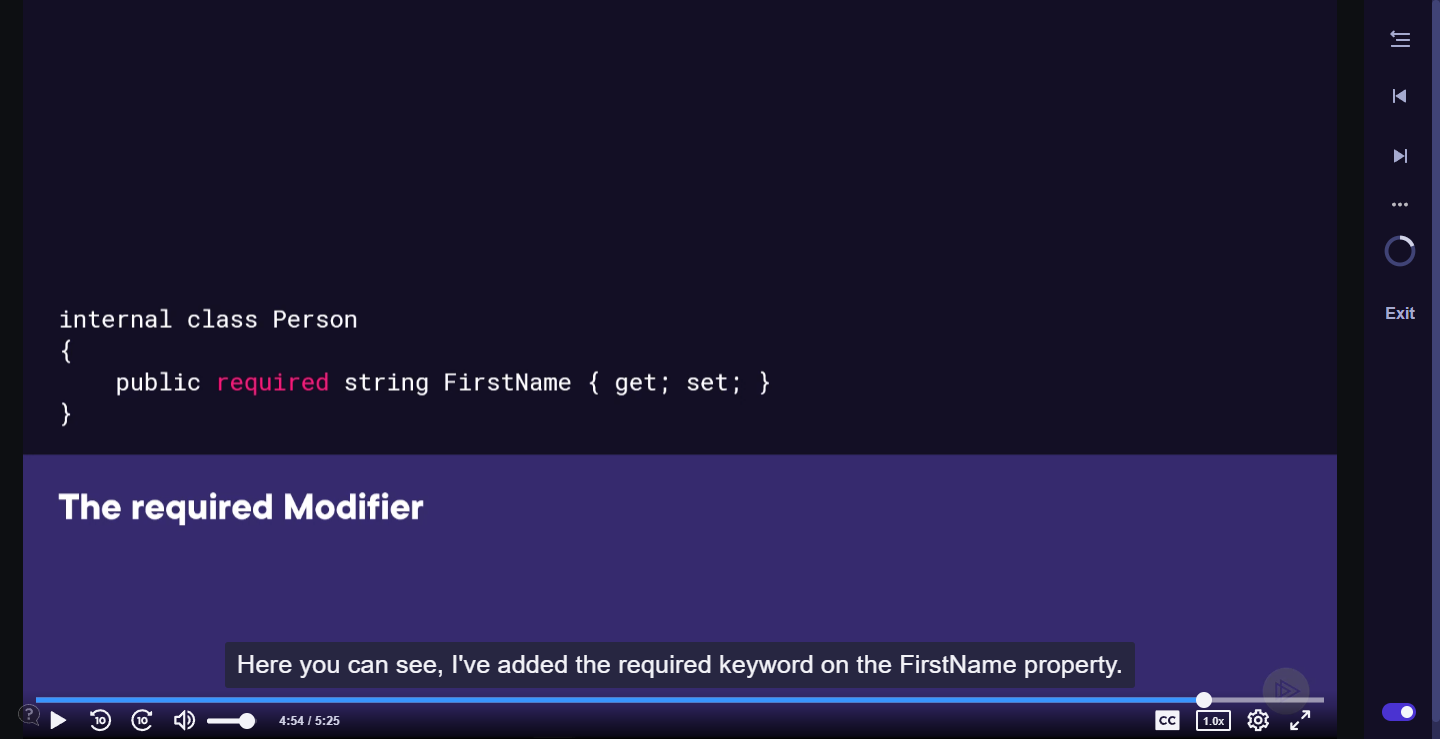 internal class Person
{
    public required string FirstName { get; set; }
}
The required Modifier
Here you can see, I've added the required keyword on the FirstName property.
Exit
?
10
10
4:54 / 5:25
CC
1.0x